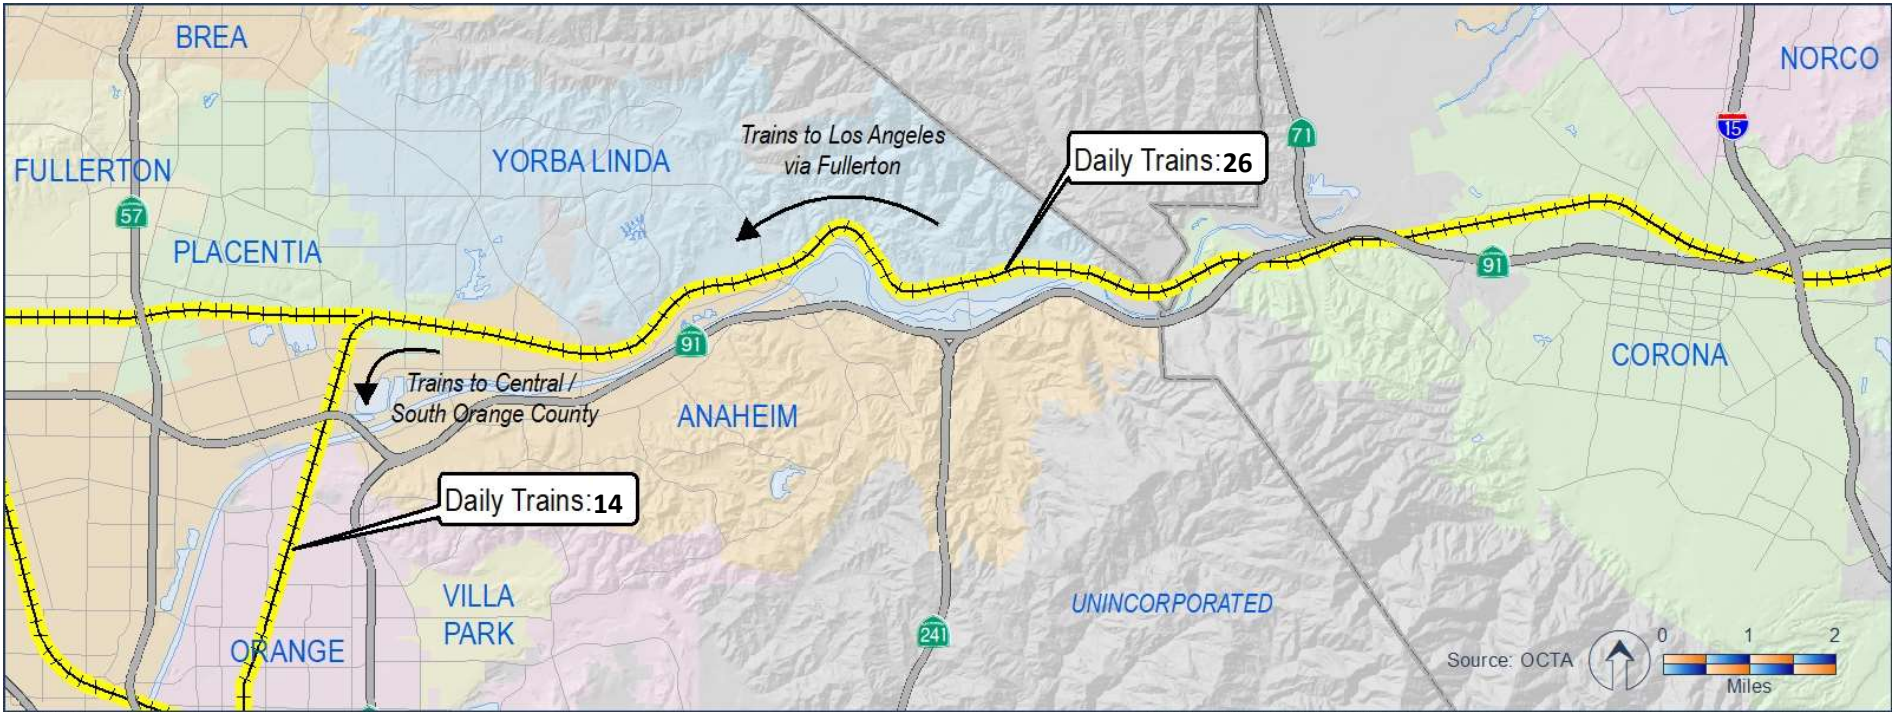 BREA
NORCO
Trains to Los Angeles
via Fullerton
71
15
Daily Trains:26
FULLERTON
YORBA LINDA
57
PLACENTIA
91
91
CORONA
Trains to Central /
South Orange County
ANAHEIM
Daily Trains:14
VILLA
PARK
UNINCORPORATED
241
ORANGE
Source: OCTA
0 1 2
Miles